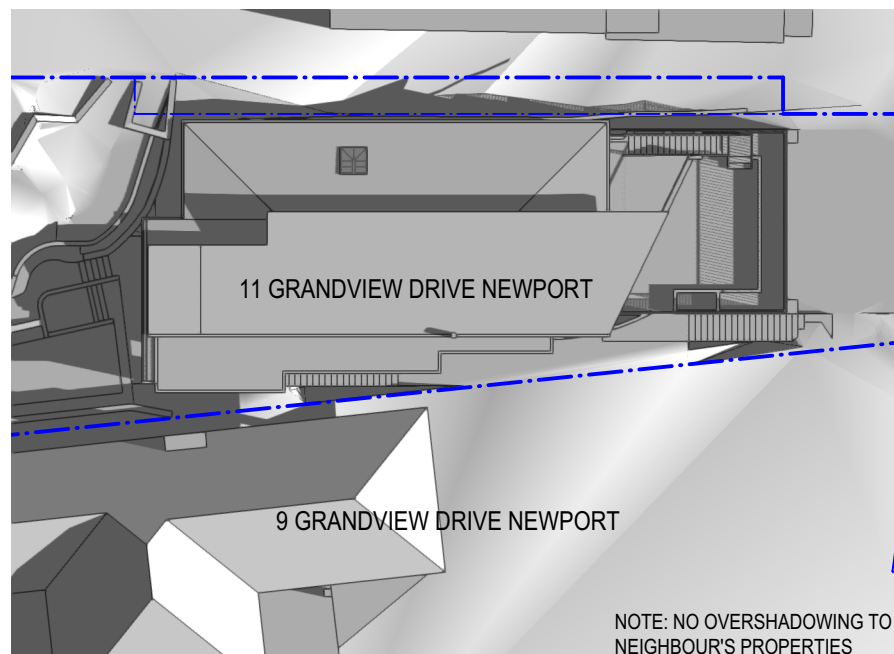 11 GRANDVIEW DRIVE NEWPORT
9 GRANDVIEW DRIVE NEWPORT
NOTE: NO OVERSHADOWING TO
NEIGHBOUR'S PROPERTIES